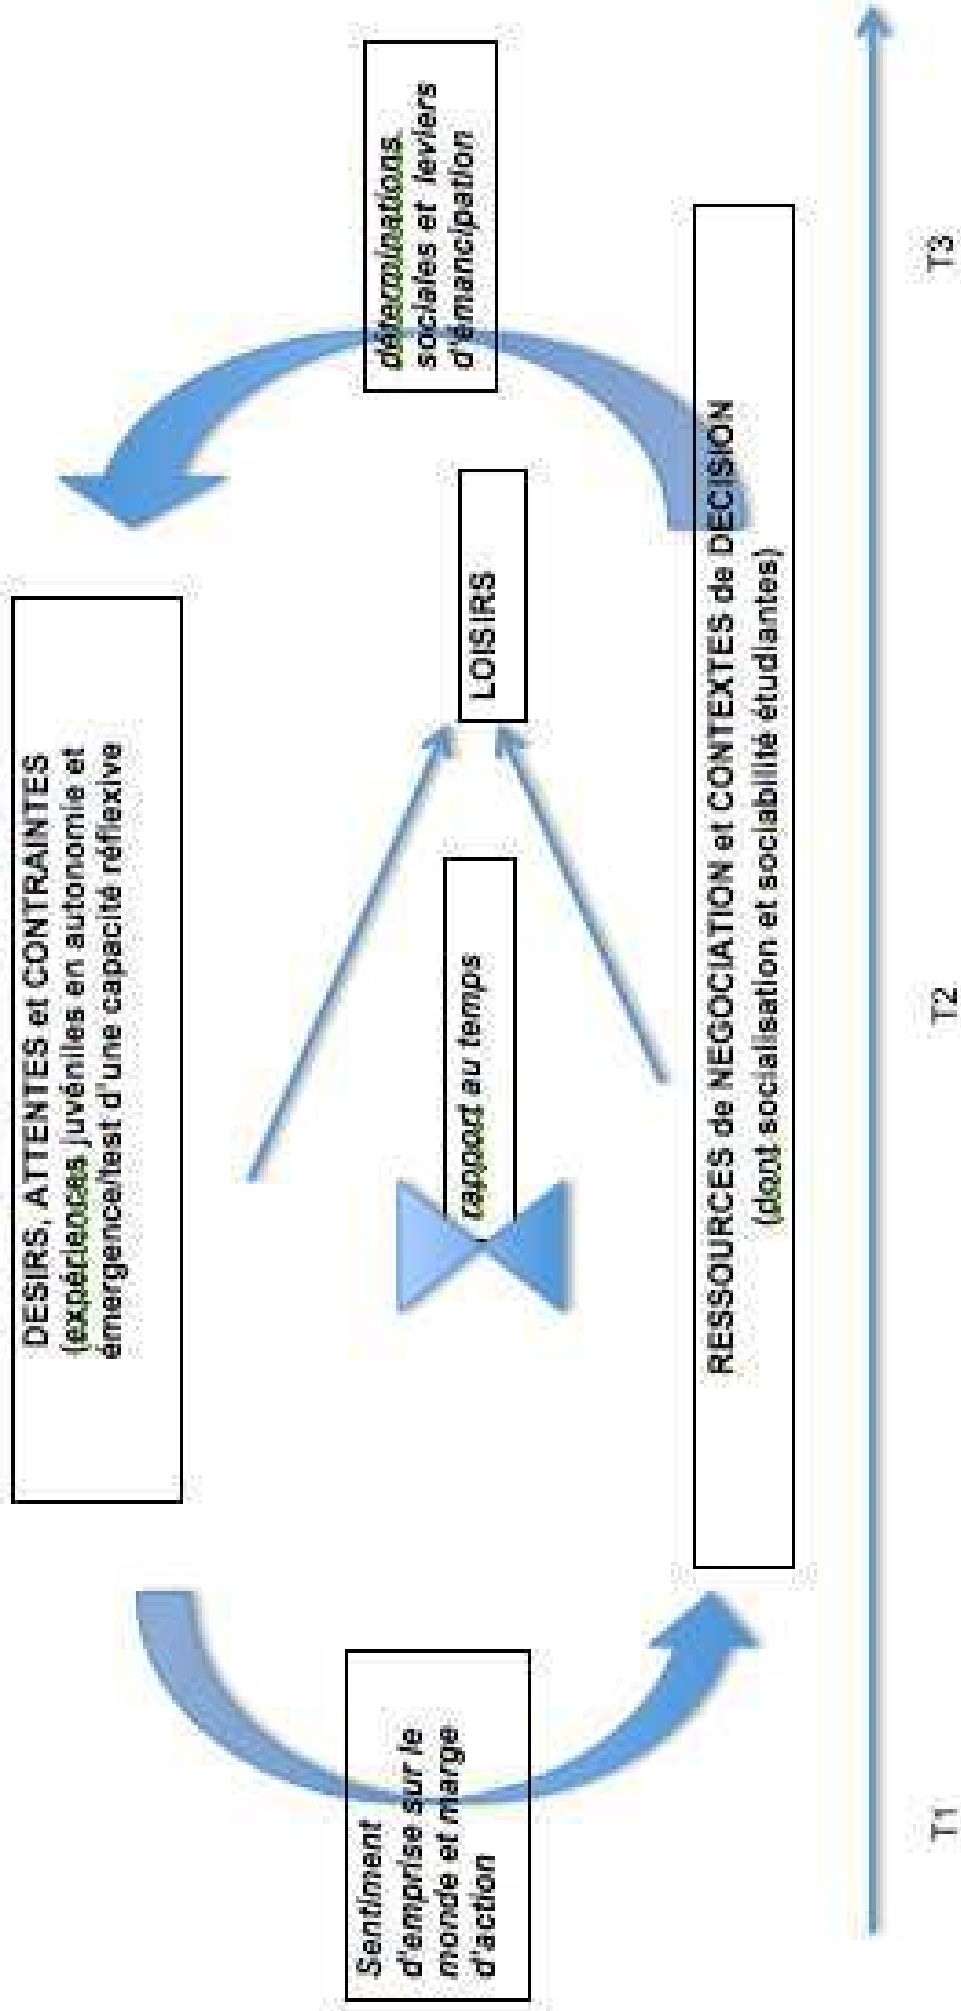 DESIRS, ATTENTES et CONTRAINTES
(expériences juvéniles en autonomie et
émergence/test d'une capacité réflexive
Sentiment
d'emprise sur le
monde et marge
d'action
rapport au temps
LOISIRS
déterminations
sociales et leviers
d'émancipation
RESSOURCES de NEGOCIATION et CONTEXTES de DECISION
(dont socialisation et sociabilité étudiantes)
T1
T2
T3